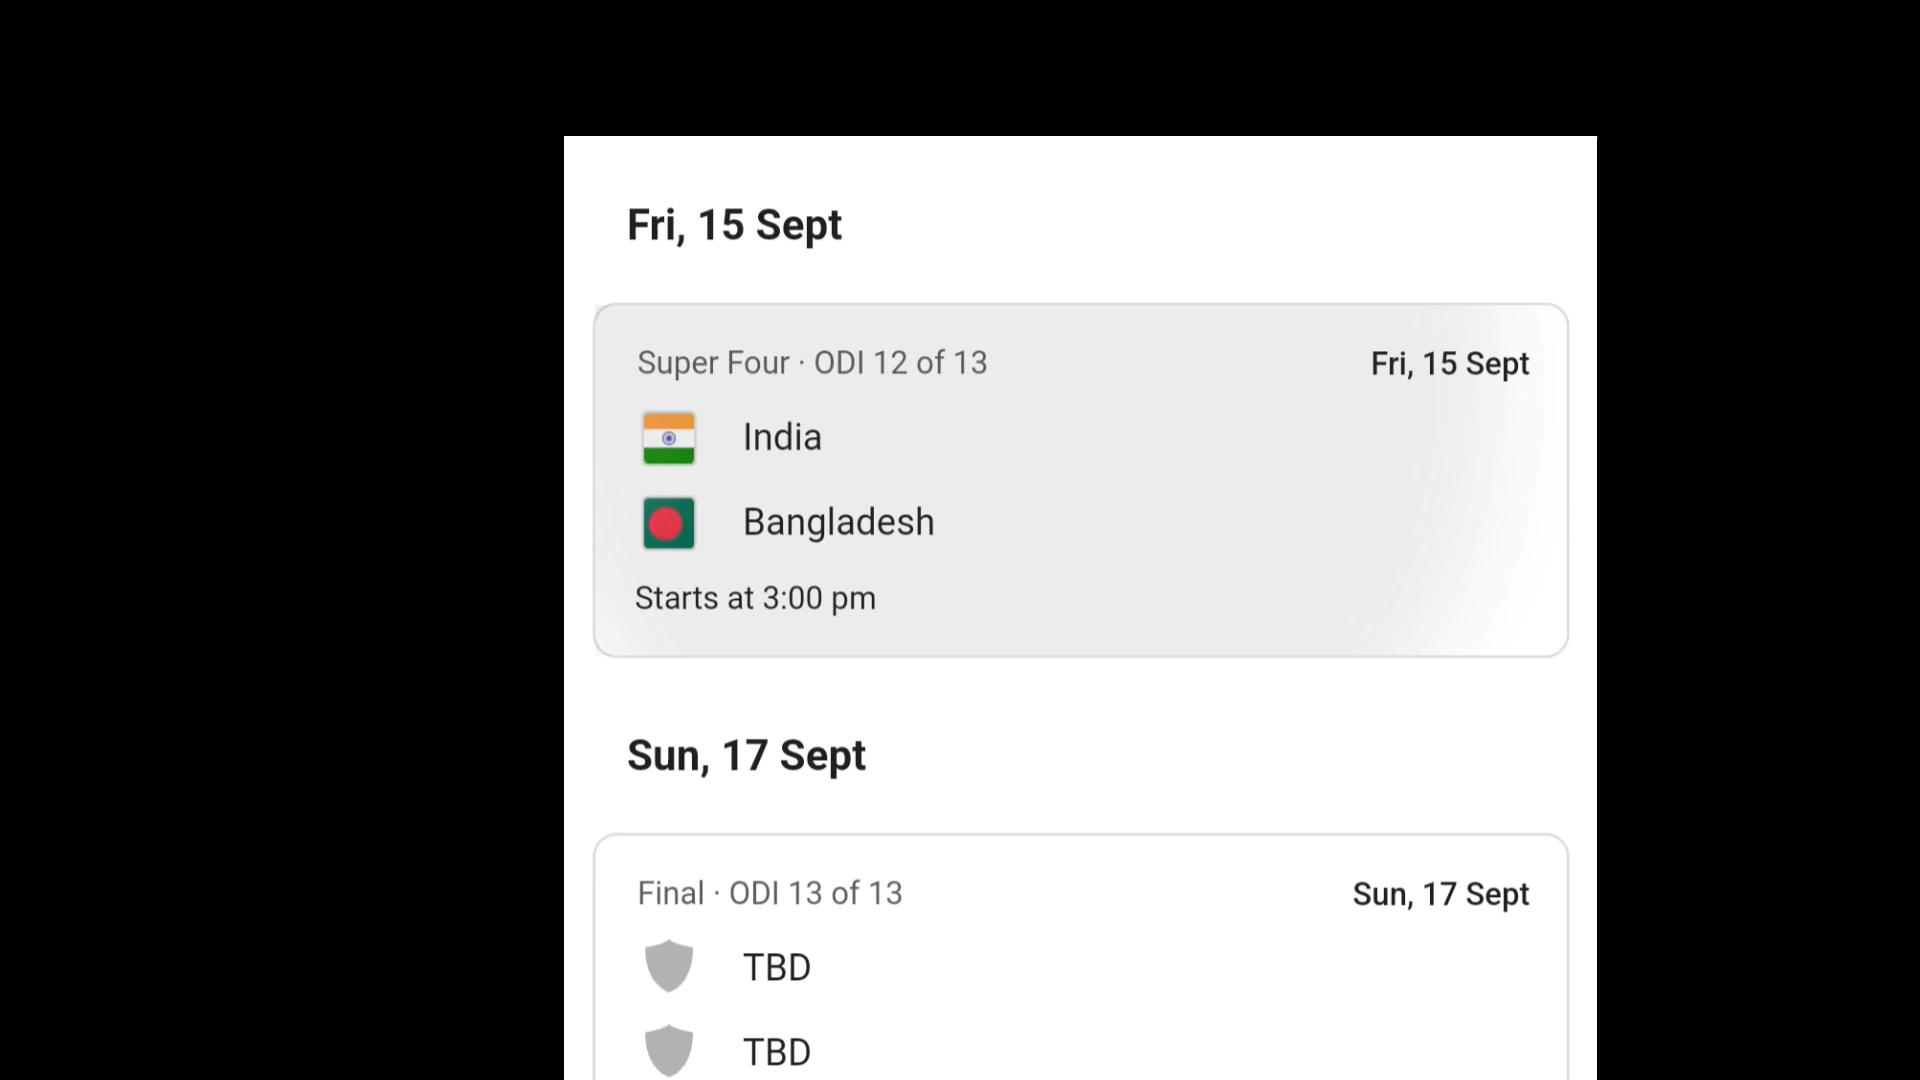 Fri, 15 Sept
Super Four · ODI 12 of 13 Fri, 15 Sept
India
Bangladesh
Starts at 3:00 pm
Sun, 17 Sept
Final · ODI 13 of 13 Sun, 17 Sept
TBD
TBD